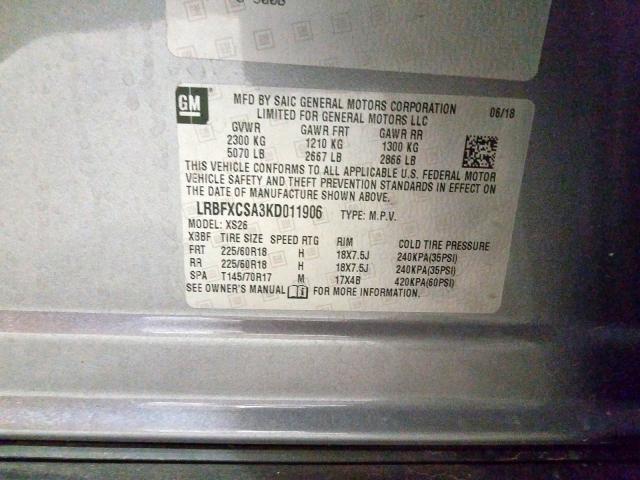 GM
MFD BY SAIC GENERAL MOTORS CORPORATION
LIMITED FOR GENERAL MOTORS LLC
06/18
GVWR GAWR FRT GAWR RR
2300 KG 1210 KG 1300 KG
5070 LB 2667 LB 2866 LB
THIS VEHICLE CONFORMS TO ALL APPLICABLE U.S. FEDERAL MOTOR
VEHICLE SAFETY AND THEFT PREVENTION STANDARDS IN EFFECT ON
THE DATE OF MANUFACTURE SHOWN ABOVE.
LRBFXCSA3KD011906 TYPE: M.P.V.
MODEL: XS26
XBBF TIRE SIZE SPEED RTG RIM COLD TIRE PRESSURE
FRT 225/60R18 H 18X7.5J 240KPA(35PSI)
RR 225/60R18 H 18X7.5J 240KPA(35PSI)
SPA T145/70R17 M 17X4B 420KPA(60PSI)
SEE OWNER'S MANUAL FOR MORE INFORMATION.